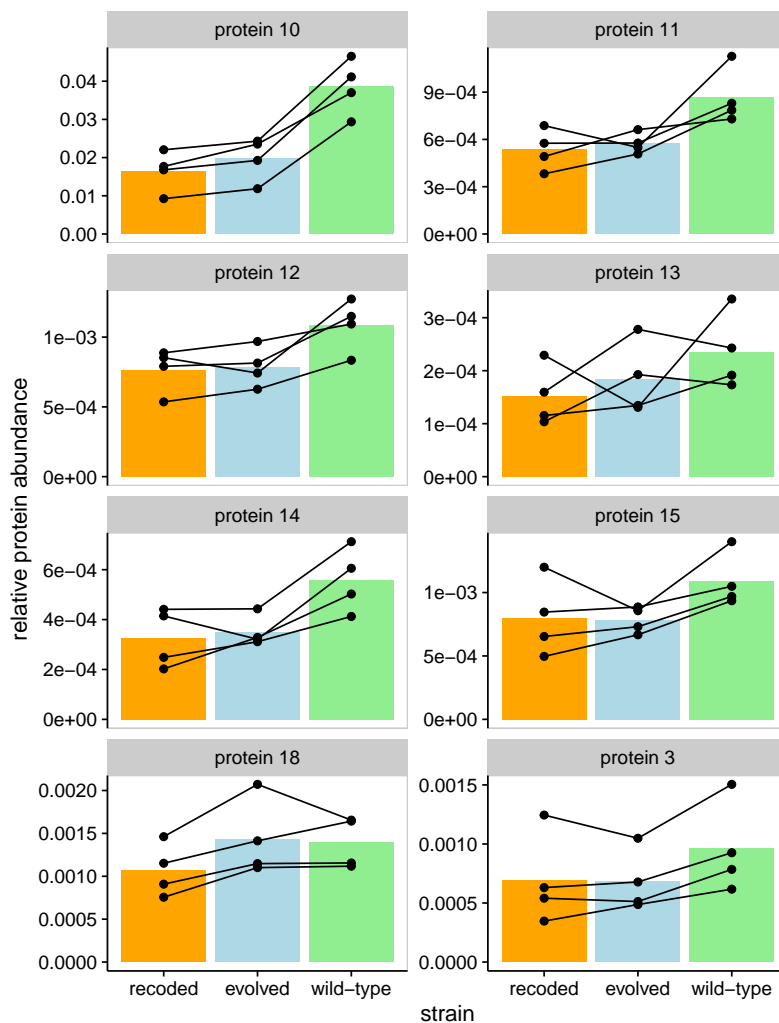 protein 10
protein 11
0.04
0.03
0.02
0.01
0.00
9e−04
6e−04
3e−04
0e+00
protein 12
protein 13
1e−03
5e−04
0e+00
3e−04
2e−04
1e−04
0e+00
relative protein abundance
protein 14
protein 15
6e−04
4e−04
2e−04
0e+00
1e−03
5e−04
0e+00
protein 18
protein 3
0.0020
0.0015
0.0010
0.0005
0.0000
0.0015
0.0010
0.0005
0.0000
recoded evolved wild−type
recoded evolved wild−type
strain